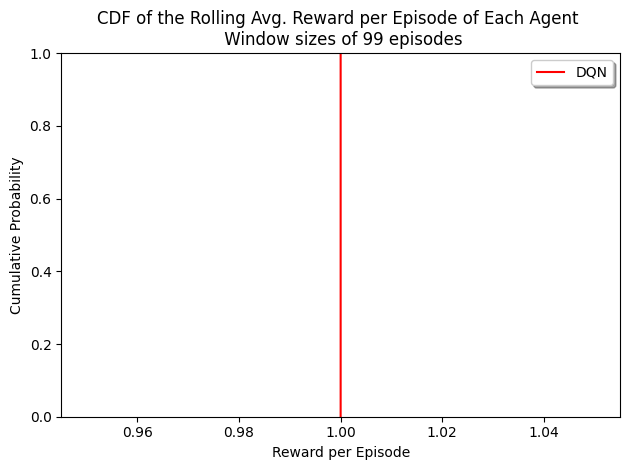 CDF of the Rolling Avg. Reward per Episode of Each Agent
Window sizes of 99 episodes
DQN
1.0
0.8
0.6
0.4
0.2
0.0
Cumulative Probability
0.96
0.98
1.00
1.02
1.04
Reward per Episode